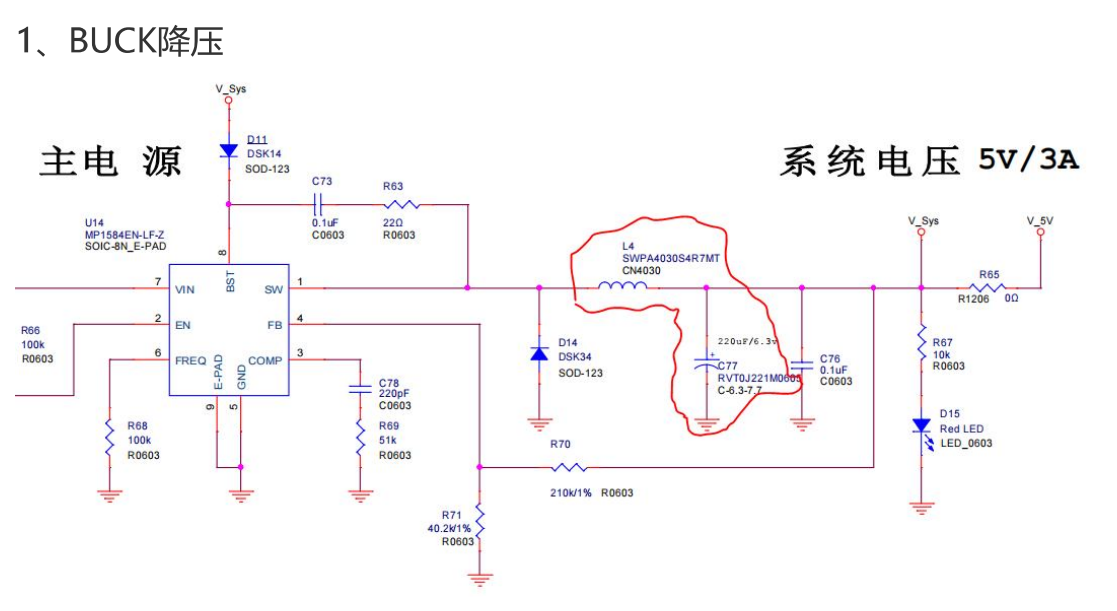 1、BUCK降压
V_Sys
主电 源
D11
DSK14
SOD-123
系统电压 5V/3A
C73
0.1uF
C0603
R63
22Ω
R0603
U14
MP1584EN-LF-Z
SOIC-8N_E-PAD
8
BST
7
VIN
SW
1
2
EN
FB
4
6
FREQ
COMP
3
E-PAD
GND
9
5
R66
100k
R0603
R68
100k
R0603
C78
220pF
C0603
R69
51k
R0603
L4
SWPA4030S4R7MT
CN4030
D14
DSK34
SOD-123
220uF/6.3v
+
C77
RVT0J221M0605
C-6.3-7.7
C76
0.1uF
C0603
V_Sys
V_5V
R65
R1206
0Ω
R67
10k
R0603
D15
Red LED
LED_0603
R70
210k/1% R0603
R71
40.2k/1%
R0603